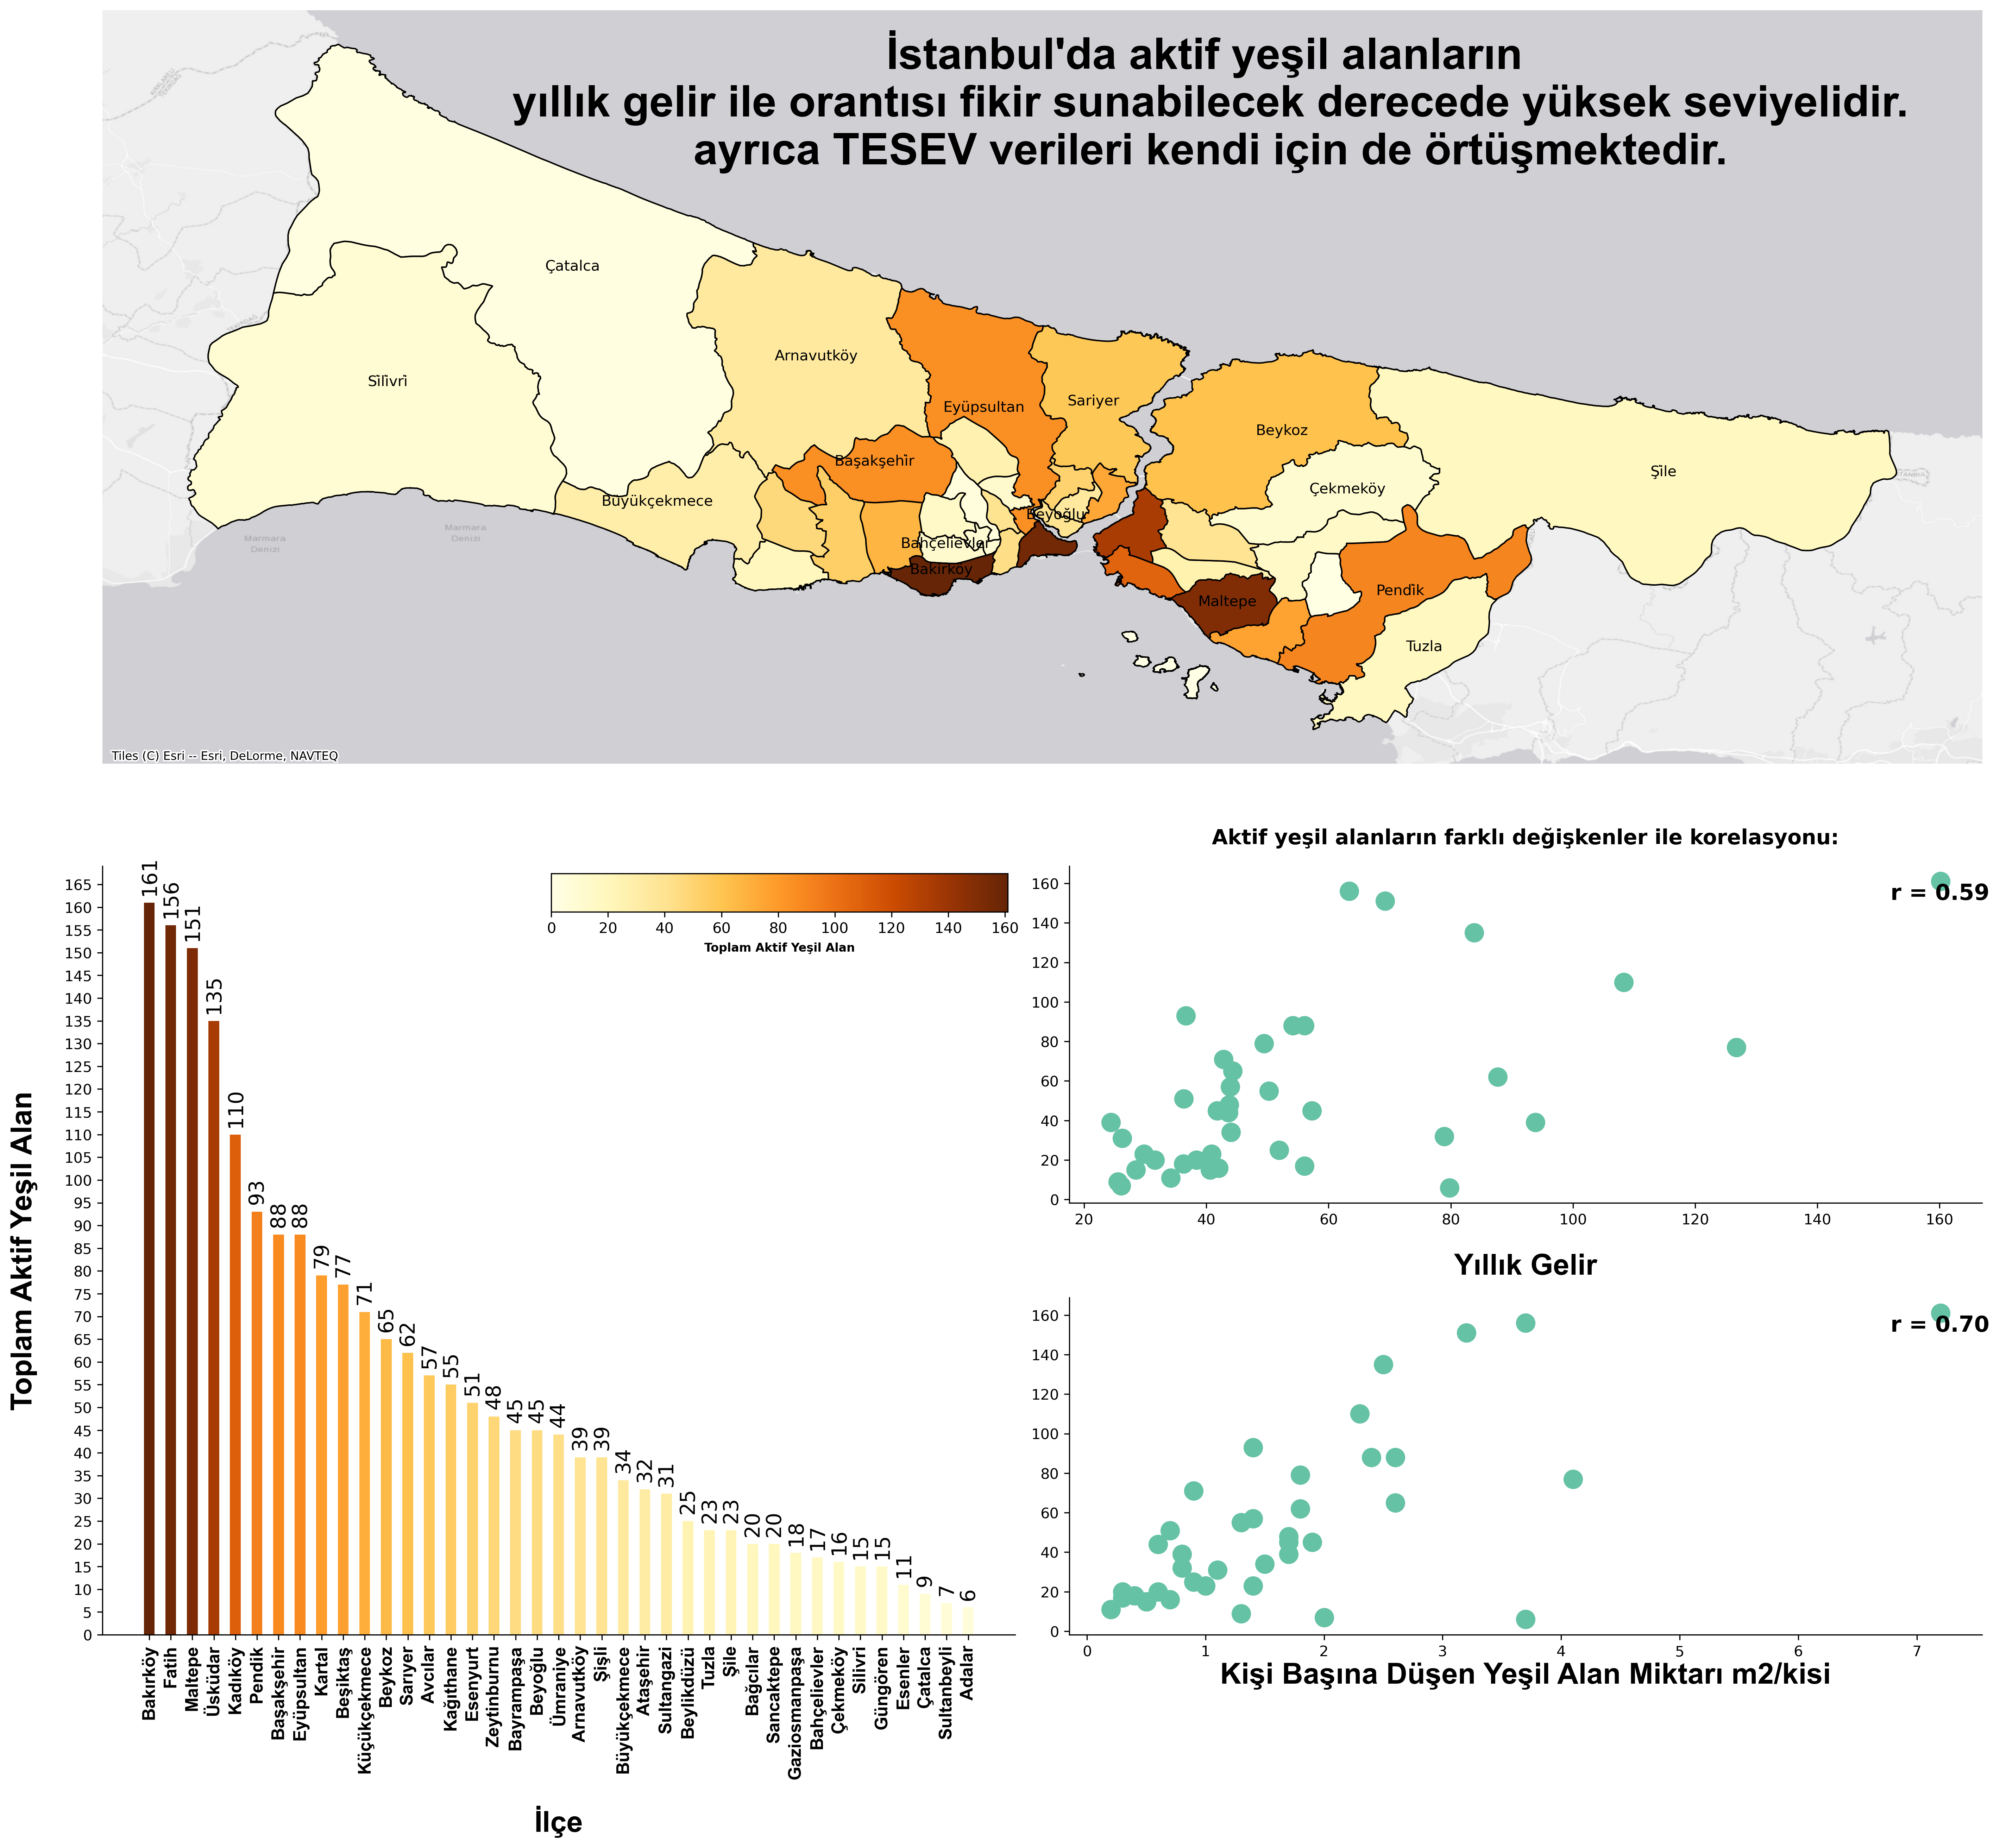 İstanbul'da aktif yeşil alanların
yıllık gelir ile orantısı fikir sunabilecek derecede yüksek seviyelidir.
ayrıca TESEV verileri kendi için de örtüşmektedir.
Çatalca
Silivri
Arnavutköy
Eyüpsultan
Sariyer
Beykoz
Şile
Başakşehir
Büyükçekmece
Çekmeköy
Beyoğlu
Bahçelievler
Bakırköy
Maltepe
Pendik
Tuzla
Marmara
Denizi
Marmara
Denizi
Tiles (C) Esri -- Esri, DeLorme, NAVTEQ
Toplam Aktif Yeşil Alan
165
160
155
150
145
140
135
130
125
120
115
110
105
100
95
90
85
80
75
70
65
60
55
50
45
40
35
30
25
20
15
10
5
0
161
156
151
135
110
93
88
88
79
77
71
65
62
57
55
51
48
45
45
44
39
39
34
32
31
25
23
23
20
20
18
17
16
15
15
11
9
7
6
0 20 40 60 80 100 120 140 160
Toplam Aktif Yeşil Alan
Bakırköy
Fatih
Maltepe
Üsküdar
Kadıköy
Pendik
Başakşehir
Eyüpsultan
Kartal
Beşiktaş
Küçükçekmece
Beykoz
Sarıyer
Avcılar
Kağıthane
Esenyurt
Zeytinburnu
Bayrampaşa
Beyoğlu
Ümraniye
Arnavutköy
Şişli
Büyükçekmece
Ataşehir
Sultangazi
Beylikdüzü
Tuzla
Şile
Bağcılar
Sancaktepe
Gaziosmanpaşa
Bahçelievler
Çekmeköy
Silivri
Güngören
Esenler
Çatalca
Sultanbeyli
Adalar
İlçe
Aktif yeşil alanların farklı değişkenler ile korelasyonu:
r = 0.59
160
140
120
100
80
60
40
20
0
20 40 60 80 100 120 140 160
Yıllık Gelir
r = 0.70
160
140
120
100
80
60
40
20
0
0 1 2 3 4 5 6 7
Kişi Başına Düşen Yeşil Alan Miktarı m2/kisi